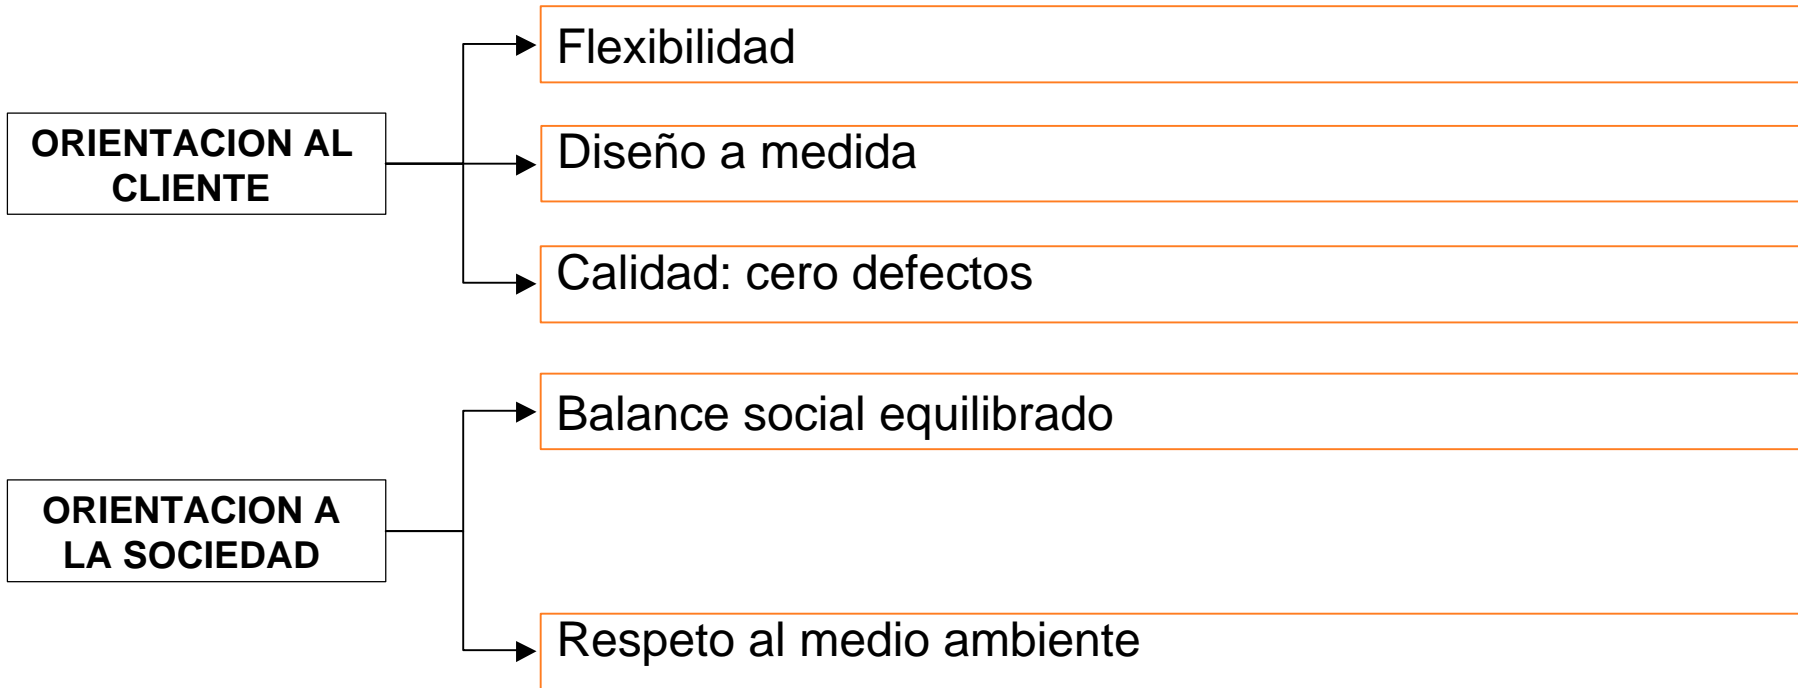 Flexibilidad
ORIENTACION AL
CLIENTE
Diseño a medida
Calidad: cero defectos
Balance social equilibrado
ORIENTACION A
LA SOCIEDAD
Respeto al medio ambiente